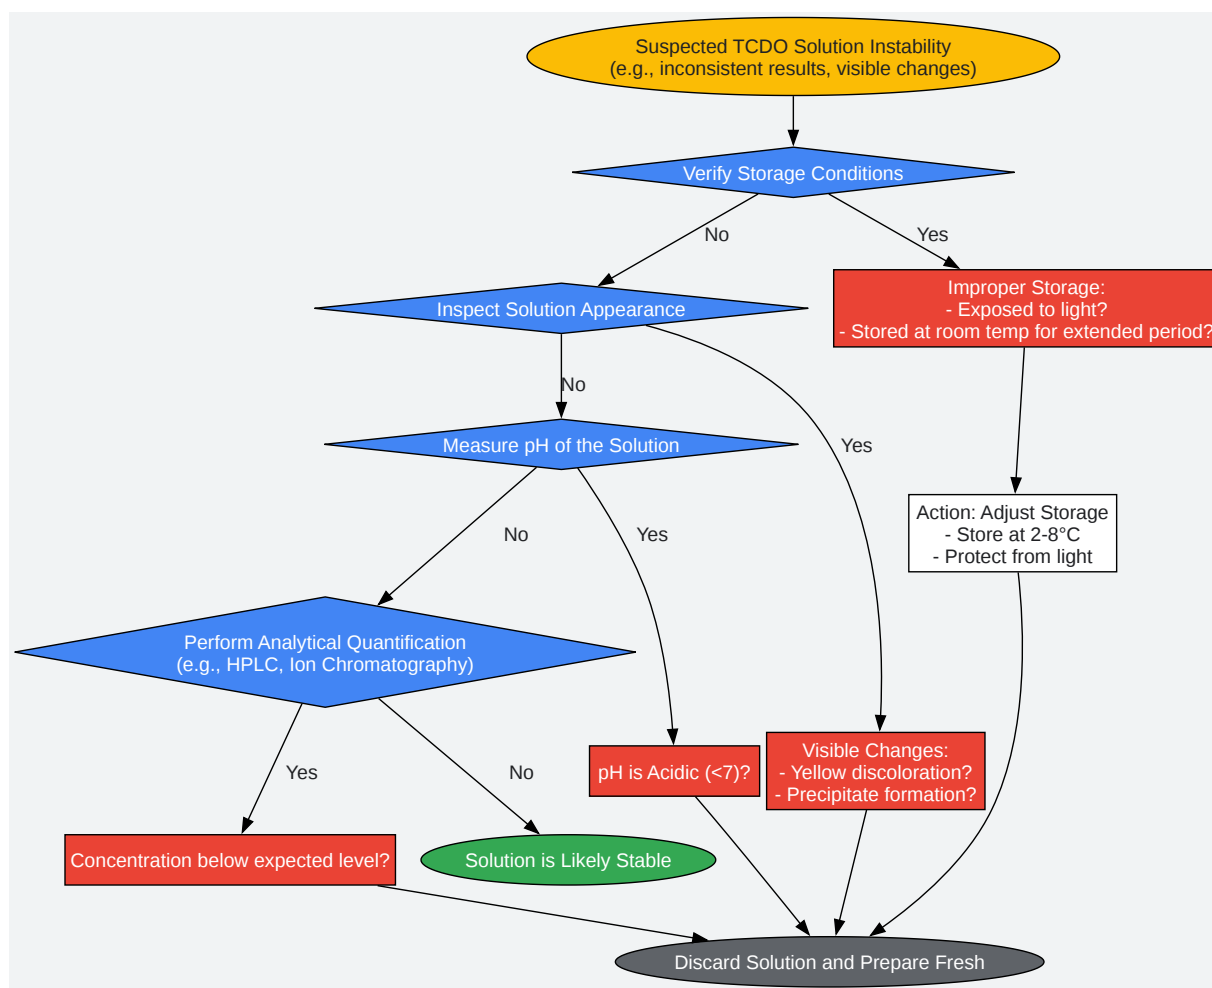 Suspected TCDO Solution Instability
(e.g., inconsistent results, visible changes)
Verify Storage Conditions
No
Yes
Inspect Solution Appearance
Improper Storage:
- Exposed to light?
- Stored at room temp for extended period?
No
Yes
Measure pH of the Solution
Action: Adjust Storage
- Store at 2-8°C
- Protect from light
No
Yes
Perform Analytical Quantification
(e.g., HPLC, Ion Chromatography)
Yes
No
pH is Acidic (<7)?
Visible Changes:
- Yellow discoloration?
- Precipitate formation?
Concentration below expected level?
Solution is Likely Stable
Discard Solution and Prepare Fresh